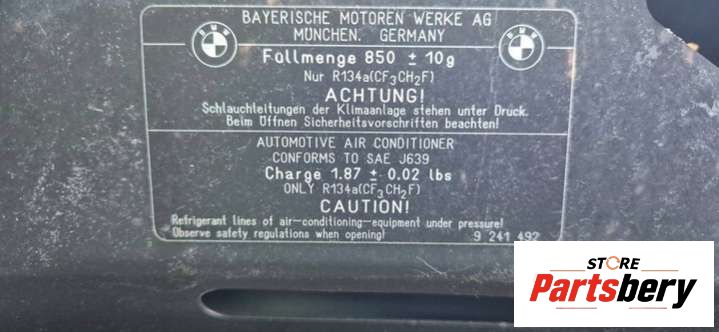 BAYERISCHE MOTOREN WERKE AG
MÜNCHEN. GERMANY
BMW BMW
Füllmenge 850 ± 10g
Nur R134a(CF3CH2F)
ACHTUNG!
Schlauchleitungen der Klimaanlage stehen unter Druck.
Beim Öffnen Sicherheitsvorschriften beachten!
AUTOMOTIVE AIR CONDITIONER
CONFORMS TO SAE J639
Charge 1.87 ± 0.02 lbs
ONLY R134a(CF3CH2F)
CAUTION!
Refrigerant lines of air-conditioning-equipment under pressure!
Observe safety regulations when opening! 9 241 492
STORE
Partsbery